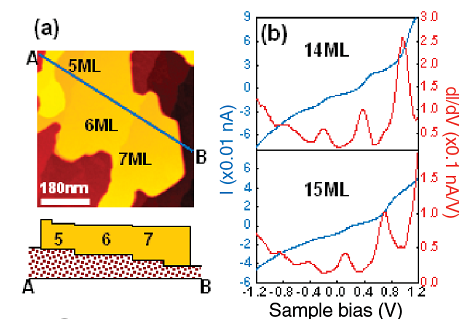 (a)
A
5ML
6ML
7ML
B
180nm
5 6 7
A B
(b)
14ML
9
6
3
0
-3
-6
3.0
2.5
2.0
1.5
1.0
0.5
15ML
6
4
2
0
-2
-4
-6
1.5
1.0
0.5
0.0
I (x0.01 nA)
dI/dV (x0.1 nA/V)
-1.2 -0.8 -0.4 0.0 0.4 0.8 1.2
Sample bias (V)